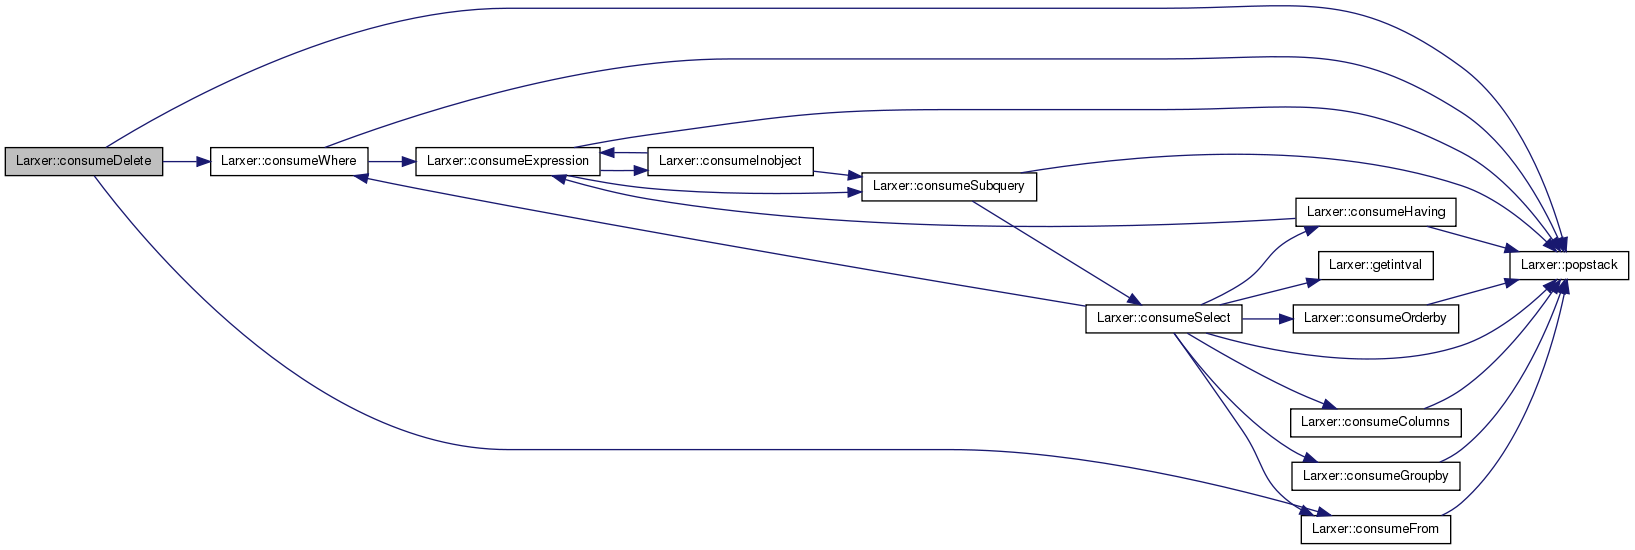 Larxer::consumeDelete
Larxer::consumeWhere
Larxer::consumeExpression
Larxer::consumeInobject
Larxer::consumeSubquery
Larxer::consumeSelect
Larxer::consumeHaving
Larxer::getintval
Larxer::consumeOrderby
Larxer::consumeColumns
Larxer::consumeGroupby
Larxer::consumeFrom
Larxer::popstack